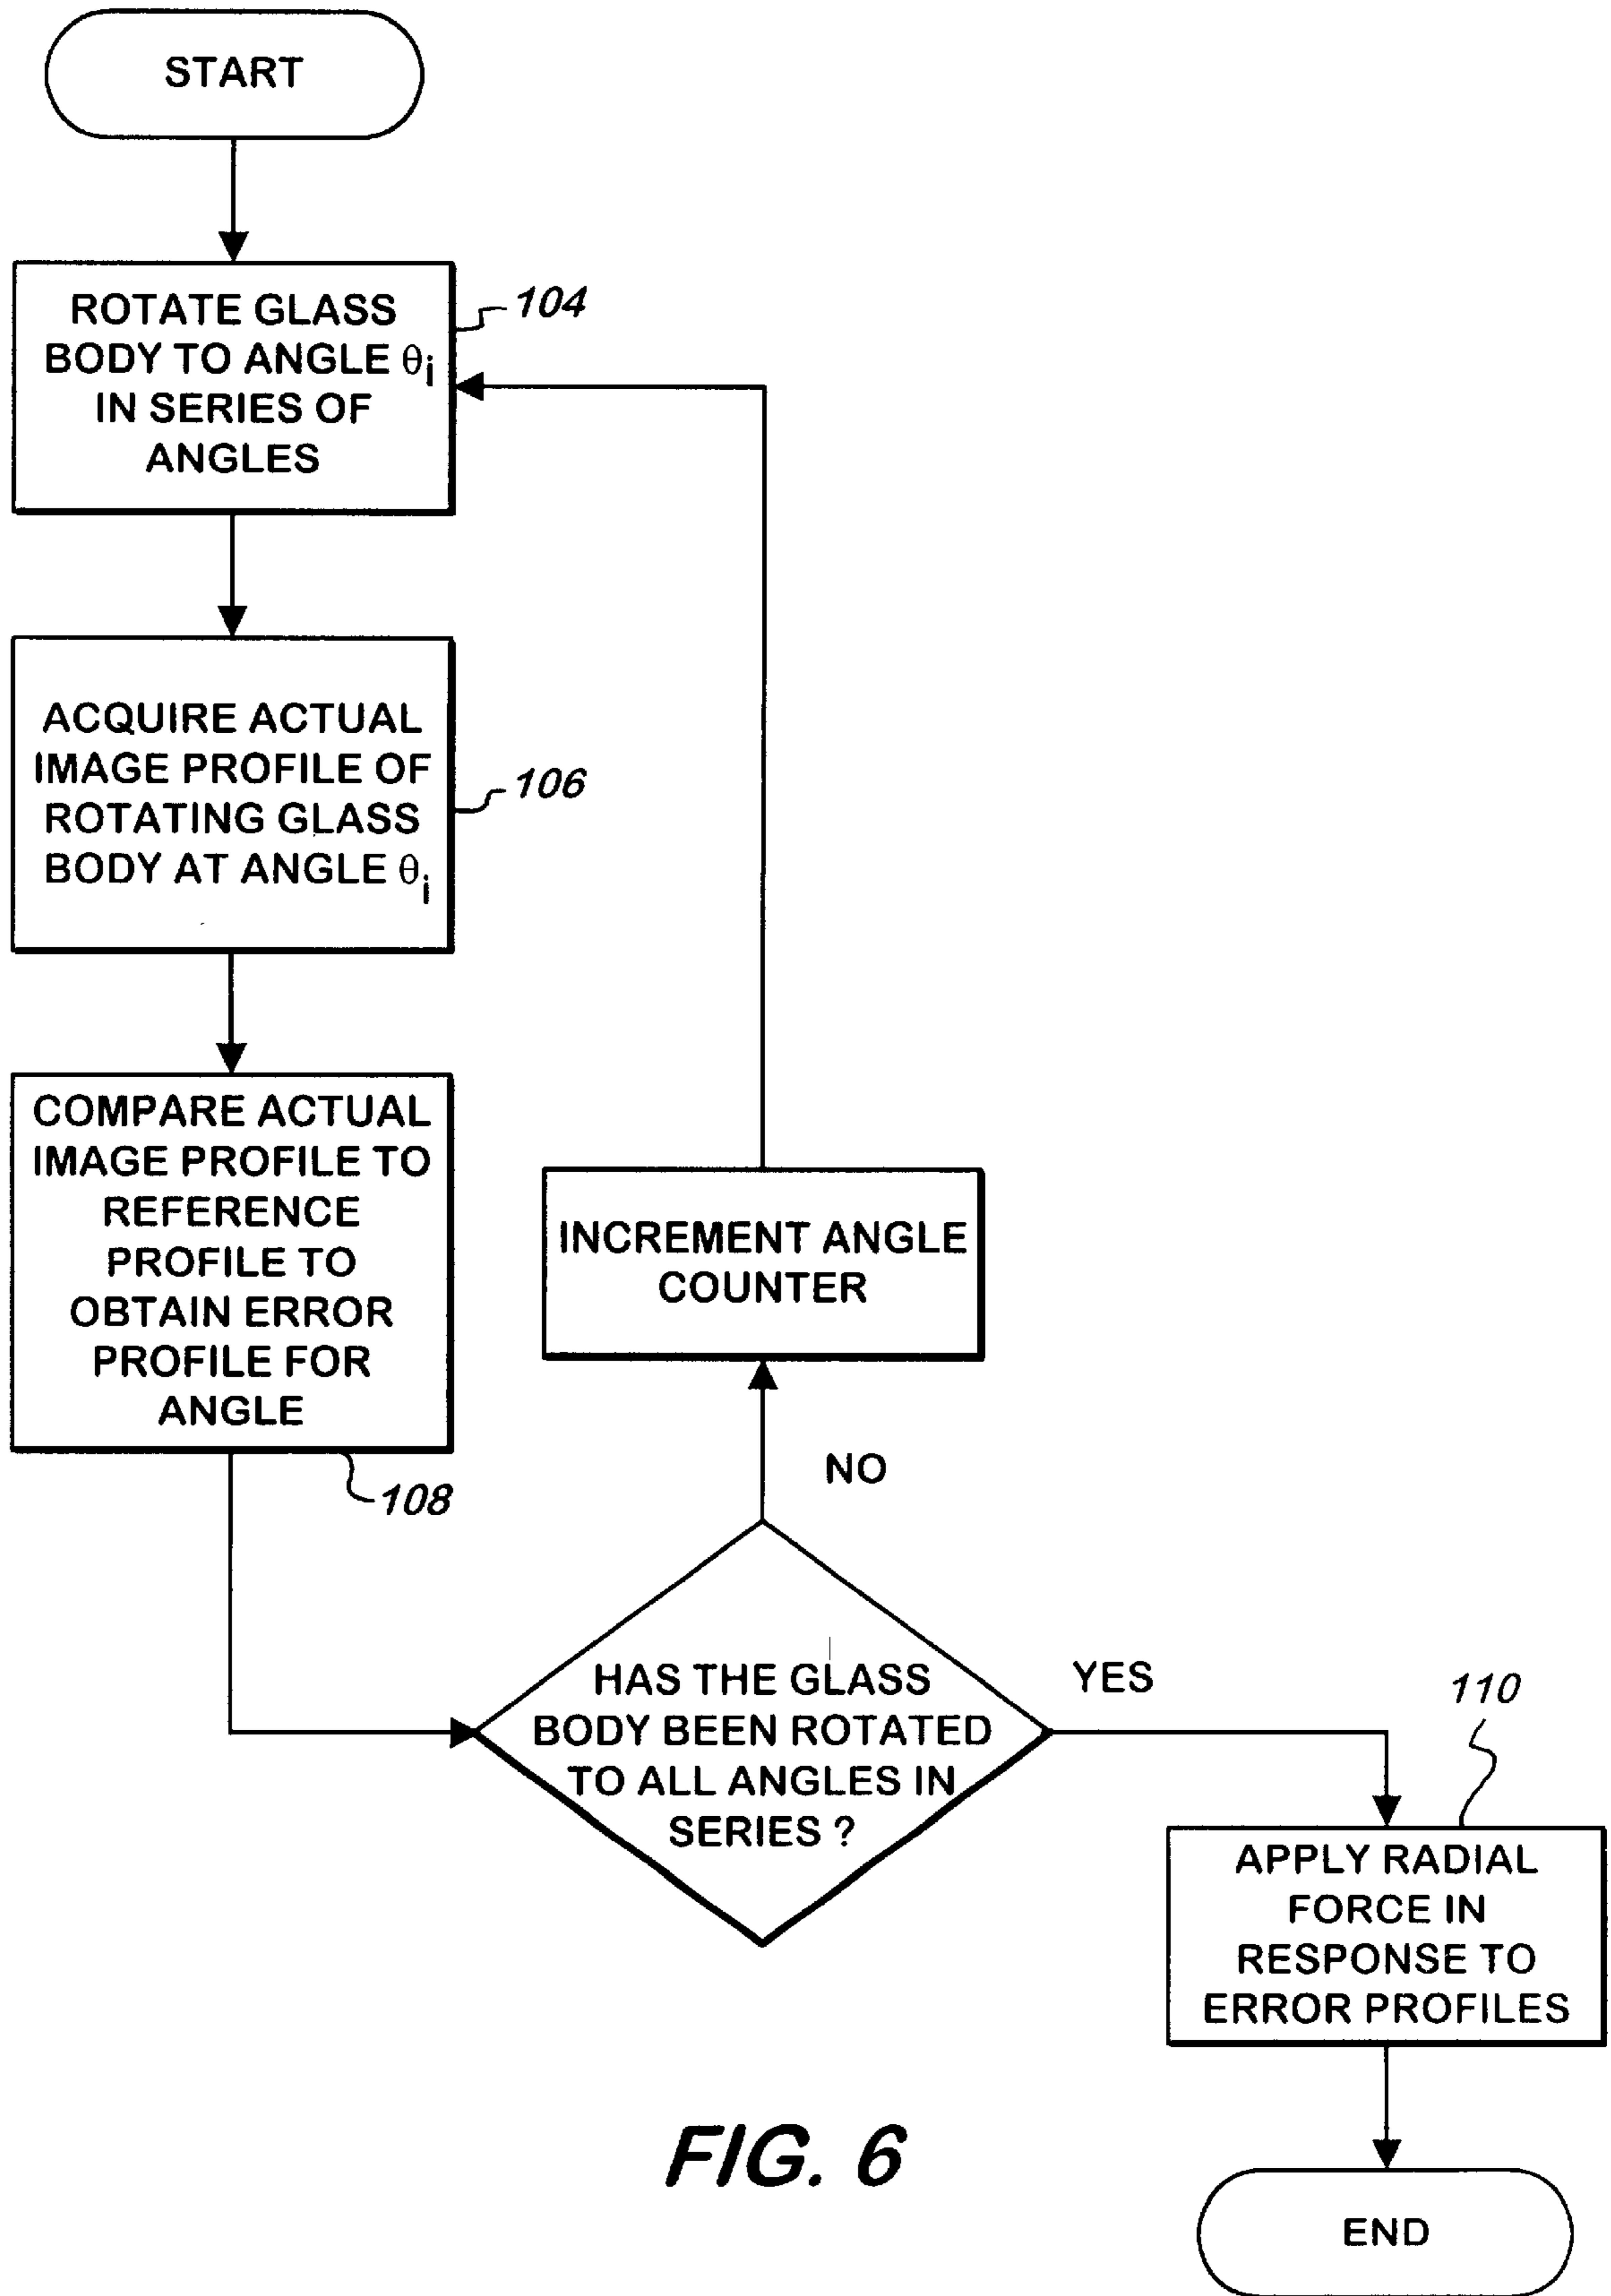 START
ROTATE GLASS
BODY TO ANGLE θi
IN SERIES OF
ANGLES
104
ACQUIRE ACTUAL
IMAGE PROFILE OF
ROTATING GLASS
BODY AT ANGLE θi
106
COMPARE ACTUAL
IMAGE PROFILE TO
REFERENCE
PROFILE TO
OBTAIN ERROR
PROFILE FOR
ANGLE
108
INCREMENT ANGLE
COUNTER
NO
HAS THE GLASS
BODY BEEN ROTATED
TO ALL ANGLES IN
SERIES ?
YES
110
APPLY RADIAL
FORCE IN
RESPONSE TO
ERROR PROFILES
END
FIG. 6